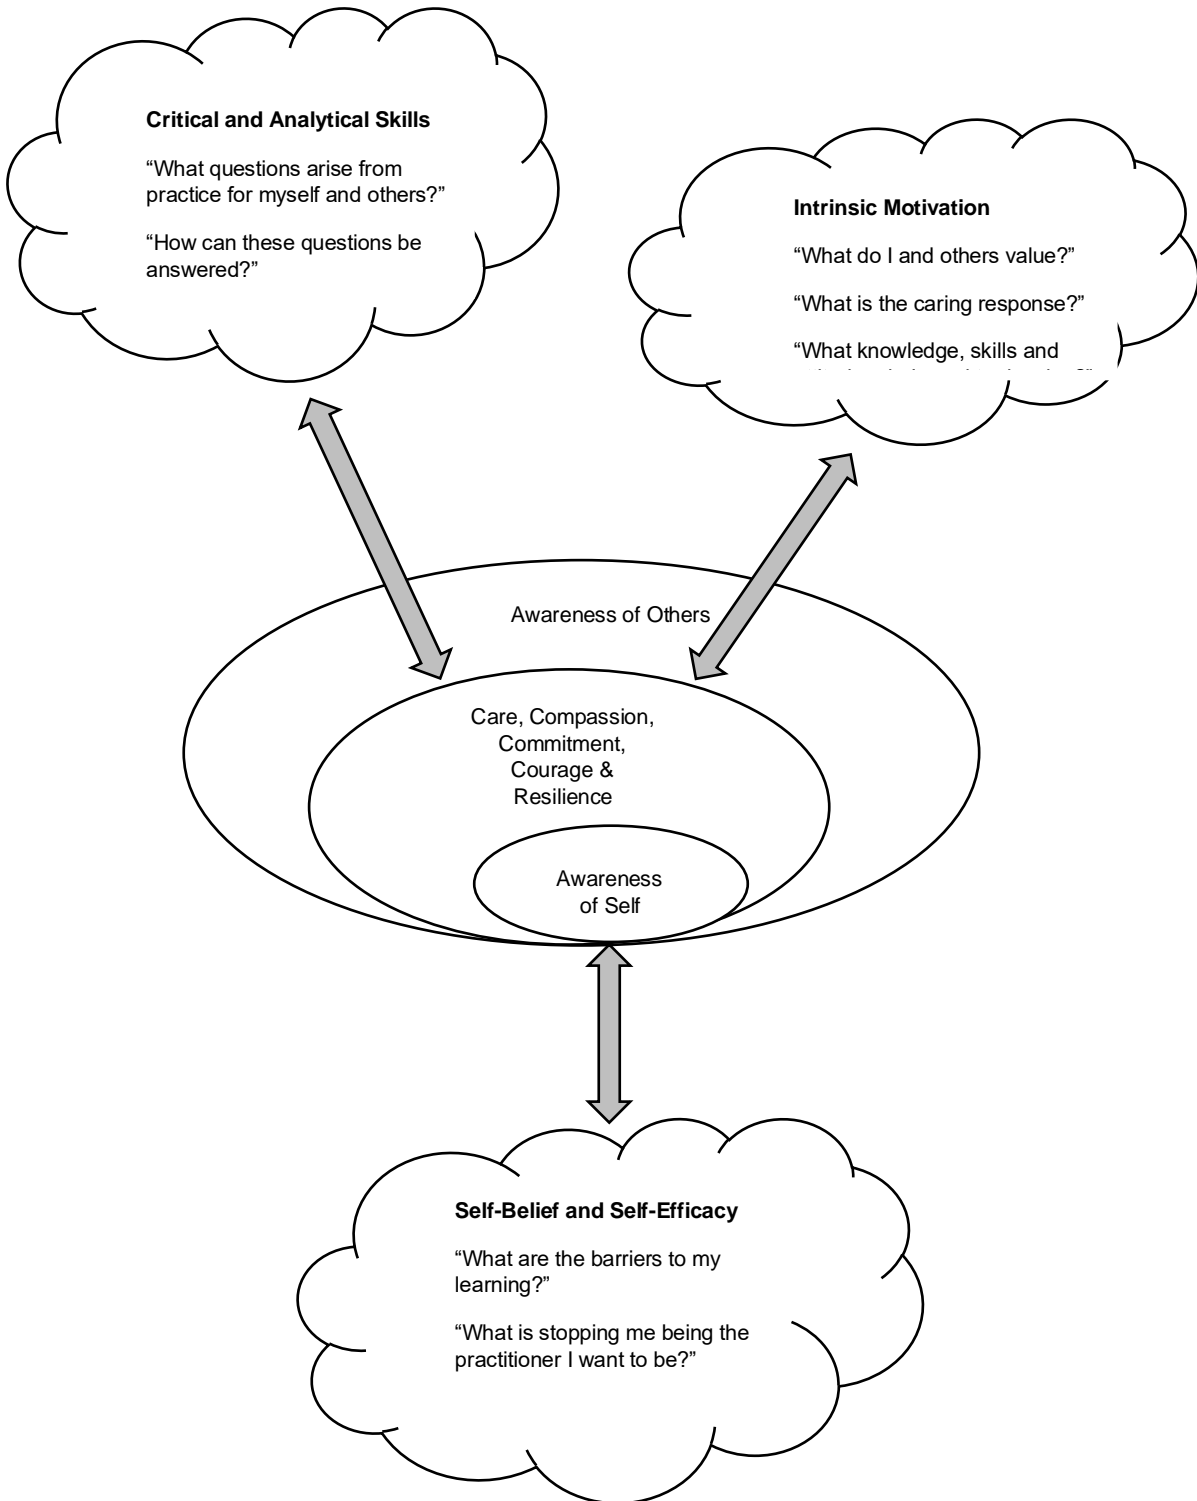 Critical and Analytical Skills
“What questions arise from
practice for myself and others?”
“How can these questions be
answered?”
Intrinsic Motivation
“What do I and others value?”
“What is the caring response?”
“What knowledge, skills and
Awareness of Others
Care, Compassion,
Commitment,
Courage &
Resilience
Awareness
of Self
Self-Belief and Self-Efficacy
“What are the barriers to my
learning?”
“What is stopping me being the
practitioner I want to be?”